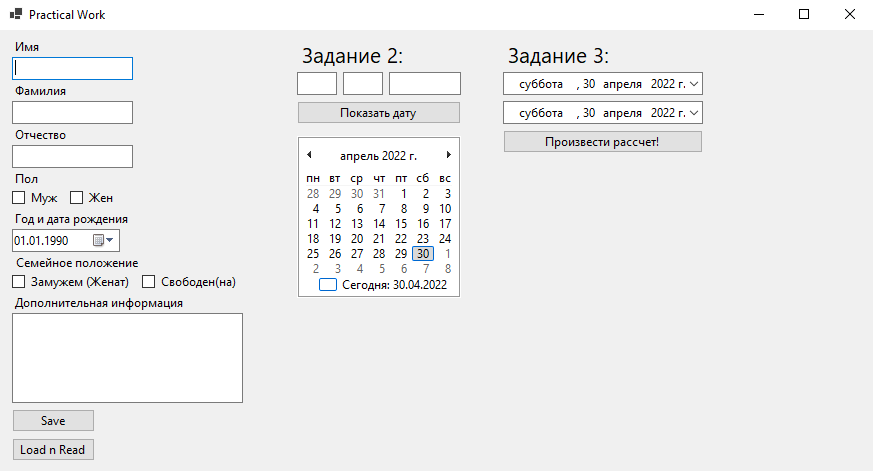 Practical Work
Имя
Фамилия
Отчество
Пол
Муж Жен
Год и дата рождения
01.01.1990
Семейное положение
Замужем (Женат) Свободен(на)
Дополнительная информация
Save
Load n Read
Задание 2:
Показать дату
апрель 2022 г.
пн вт ср чт пт сб вс
28 29 30 31 1 2 3
4 5 6 7 8 9 10
11 12 13 14 15 16 17
18 19 20 21 22 23 24
25 26 27 28 29 30 1
2 3 4 5 6 7 8
Сегодня: 30.04.2022
Задание 3:
суббота , 30 апреля 2022 г.
суббота , 30 апреля 2022 г.
Произвести рассчет!